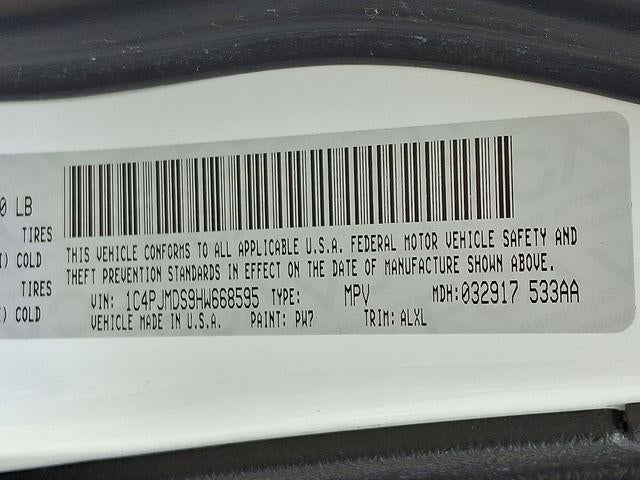 0 LB
TIRES
) COLD
TIRES
) COLD
THIS VEHICLE CONFORMS TO ALL APPLICABLE U.S.A. FEDERAL MOTOR VEHICLE SAFETY AND
THEFT PREVENTION STANDARDS IN EFFECT ON THE DATE OF MANUFACTURE SHOWN ABOVE.
VIN: 1C4PJMDS9HW668595 TYPE: MPV MDH: 032917 533AA
VEHICLE MADE IN U.S.A. PAINT: PW7 TRIM: ALXL